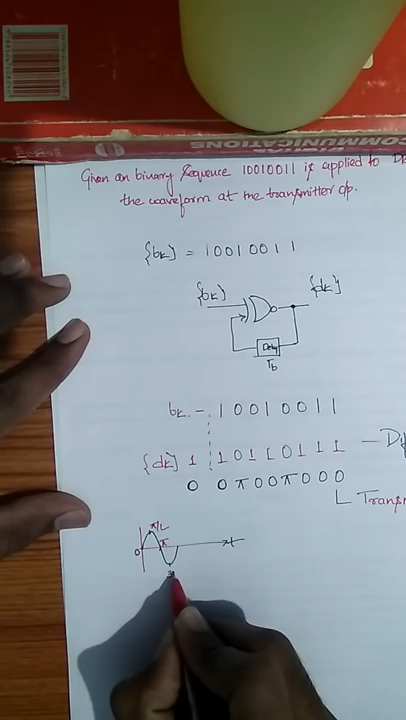 COMMUNICATIONS
Given an binary sequence 10010011 is applied to
the waveform at the transmitter o/p.
{bk} = 10010011
{bk} {dk}
Delay
Tb
bk - 1 0 0 1 0 0 1 1
{dk} 1 1 0 1 1 0 1 1 1
0 0 π 0 0 π 0 0 0
π/2
0 π t